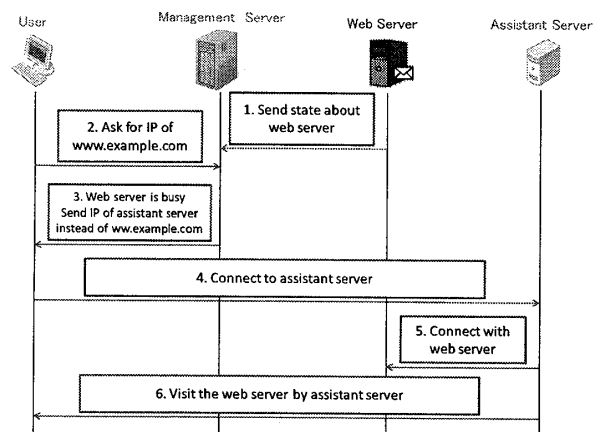 User
Management Server
Web Server
Assistant Server
1. Send state about
web server
2. Ask for IP of
www.example.com
3. Web server is busy
Send IP of assistant server
instead of ww.example.com
4. Connect to assistant server
5. Connect with
web server
6. Visit the web server by assistant server